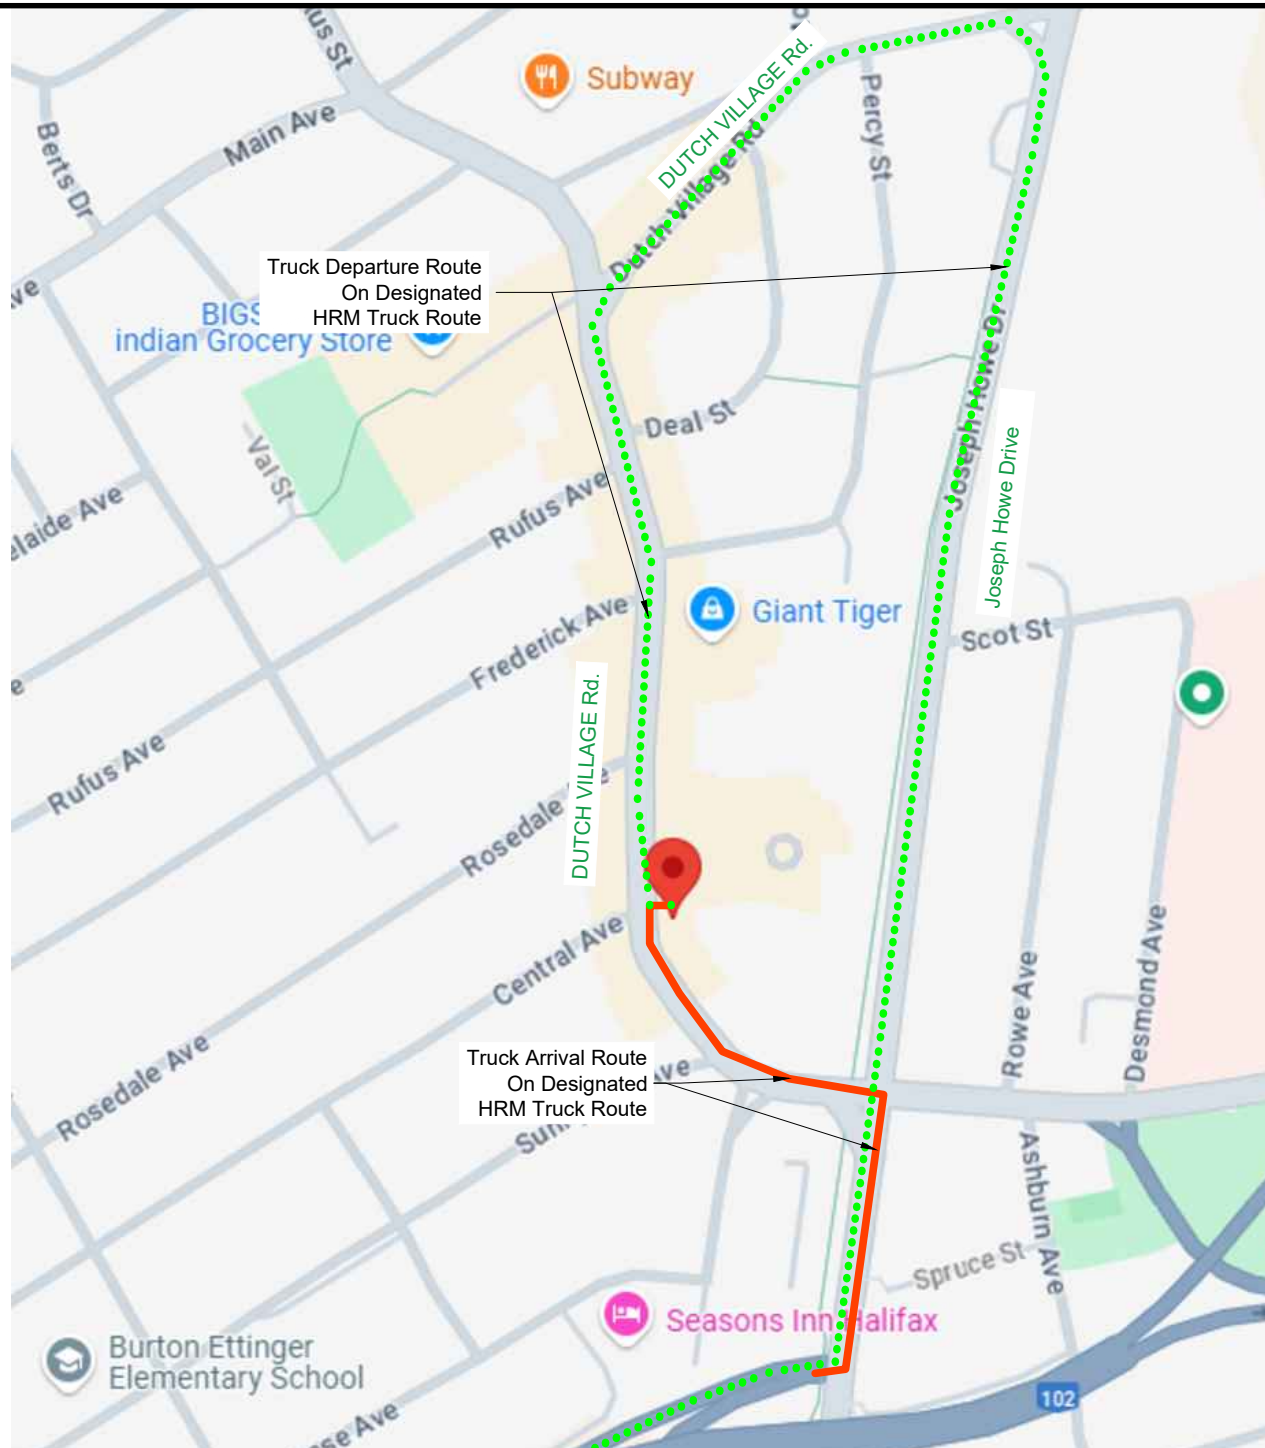 Subway
DUTCH VILLAGE Rd.
Percy St
Berts Dr
Main Ave
Dutch Village Rd
Truck Departure Route
On Designated
HRM Truck Route
indian Grocery Store
Joseph Howe Dr
Deal St
Val St
Rufus Ave
Joseph Howe Drive
Frederick Ave
Giant Tiger
Scot St
DUTCH VILLAGE Rd.
Rufus Ave
Rosedale
Central Ave
Rowe Ave
Desmond Ave
Truck Arrival Route
On Designated
HRM Truck Route
Ave
Rosedale Ave
Ashburn Ave
Spruce St
Seasons Inn Halifax
Burton Ettinger
Elementary School
102
Ave